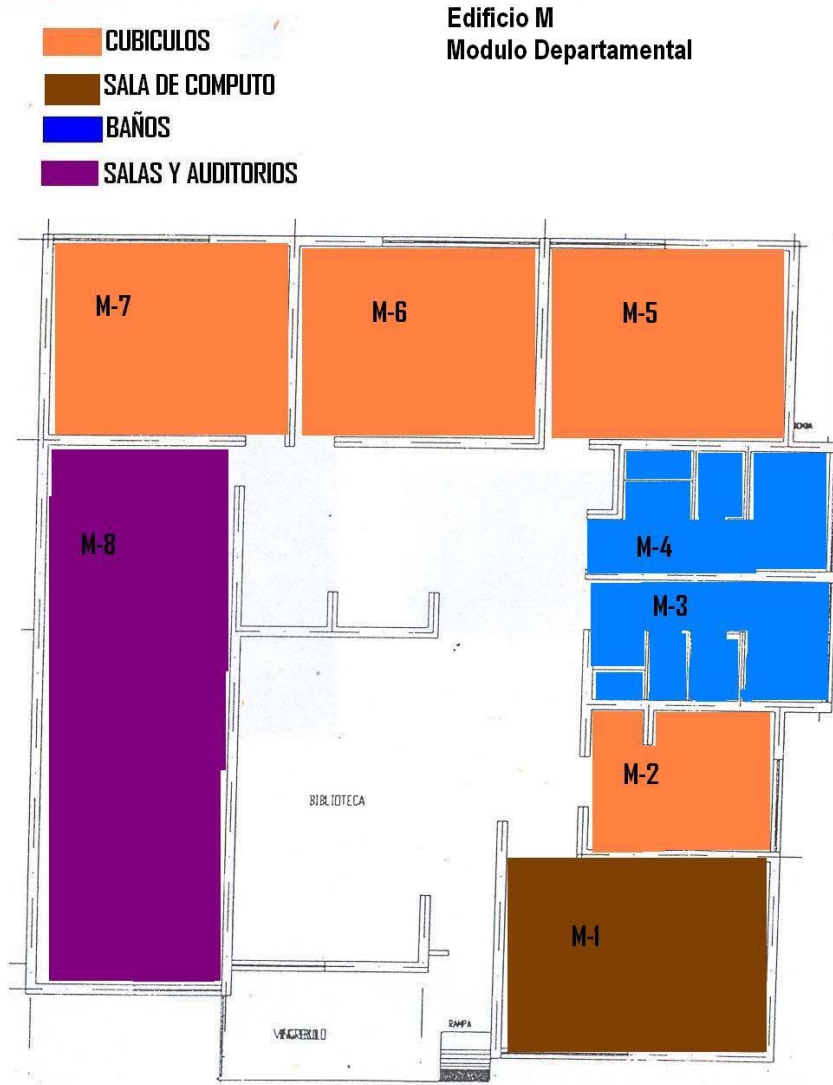 Edificio M
Modulo Departamental
CUBICULOS
SALA DE COMPUTO
BAÑOS
SALAS Y AUDITORIOS
M-7
M-6
M-5
M-8
M-4
M-3
M-2
BIBLIOTECA
M-1
RAMPA